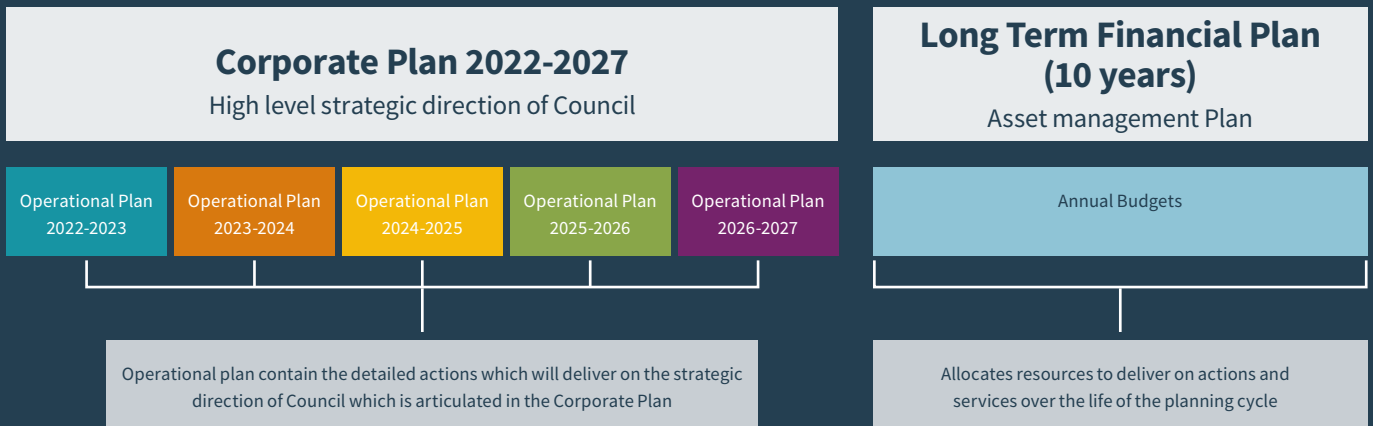 Corporate Plan 2022-2027
High level strategic direction of Council
Long Term Financial Plan
(10 years)
Asset management Plan
Operational Plan
2022-2023
Operational Plan
2023-2024
Operational Plan
2024-2025
Operational Plan
2025-2026
Operational Plan
2026-2027
Annual Budgets
Operational plan contain the detailed actions which will deliver on the strategic
direction of Council which is articulated in the Corporate Plan
Allocates resources to deliver on actions and
services over the life of the planning cycle